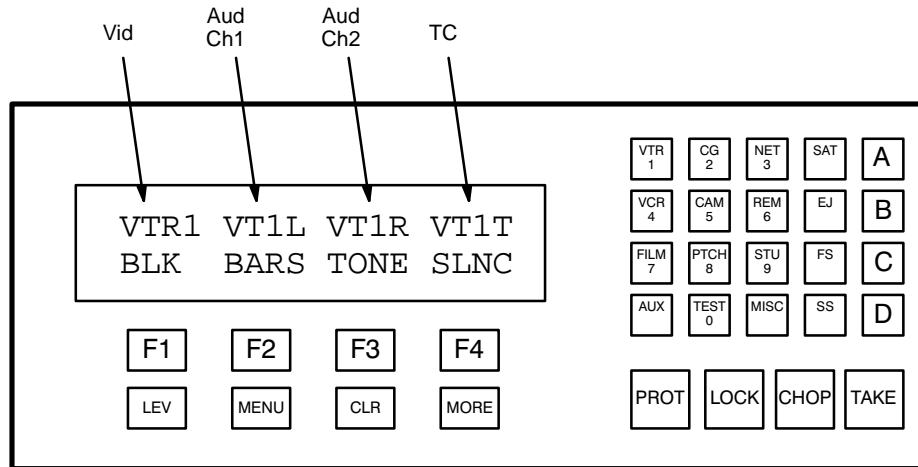 Vid
Aud
Ch1
Aud
Ch2
TC
VTR1 VT1L VT1R VT1T
BLK BARS TONE SLNC
F1 F2 F3 F4
LEV MENU CLR MORE
VTR
1
CG
2
NET
3
SAT
A
VCR
4
CAM
5
REM
6
EJ
B
FILM
7
PTCH
8
STU
9
FS
C
AUX
TEST
0
MISC
SS
D
PROT LOCK CHOP TAKE